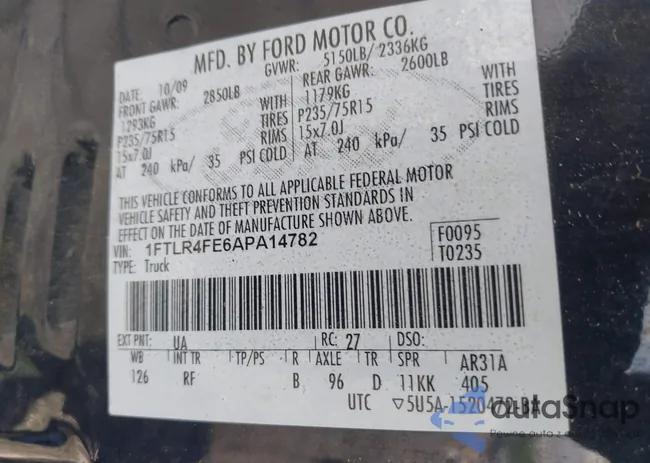 MFD. BY FORD MOTOR CO.
DATE: 10/09 GVWR: 5150LB/ 2336KG
FRONT GAWR: 2850LB REAR GAWR: 2600LB
1293KG WITH 1179KG WITH
P235/75R15 TIRES P235/75R15 TIRES
15x7.0J RIMS 15x7.0J RIMS
AT 240 kPa/ 35 PSI COLD AT 240 kPa/ 35 PSI COLD
THIS VEHICLE CONFORMS TO ALL APPLICABLE FEDERAL MOTOR
VEHICLE SAFETY AND THEFT PREVENTION STANDARDS IN
EFFECT ON THE DATE OF MANUFACTURE SHOWN ABOVE.
VIN: 1FTLR4FE6APA14782 F0095
TYPE: Truck T0235
EXT PNT: UA RC: 27 DSO:
WB INT TR TP/PS R AXLE TR SPR AR31A
126 RF B 96 D 11KK 405
UTC ▽5U5A-1520472-BA
autoSnap